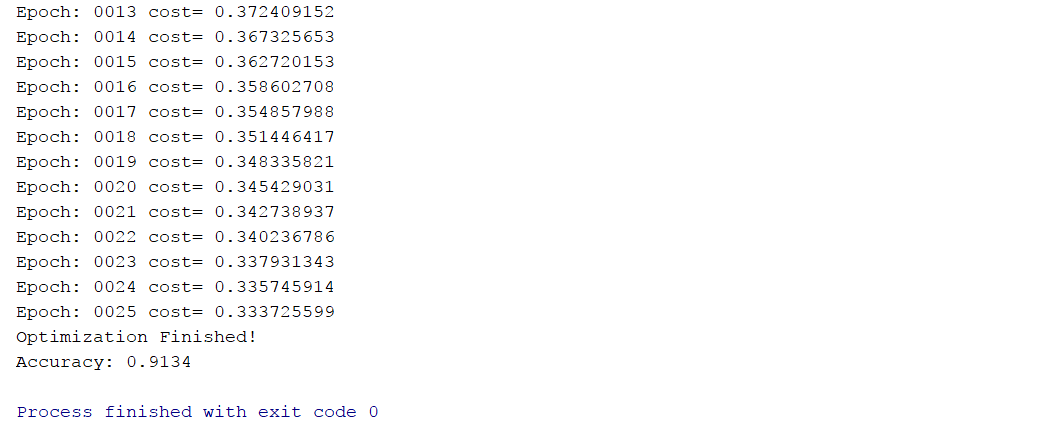 Epoch: 0013 cost= 0.372409152
Epoch: 0014 cost= 0.367325653
Epoch: 0015 cost= 0.362720153
Epoch: 0016 cost= 0.358602708
Epoch: 0017 cost= 0.354857988
Epoch: 0018 cost= 0.351446417
Epoch: 0019 cost= 0.348335821
Epoch: 0020 cost= 0.345429031
Epoch: 0021 cost= 0.342738937
Epoch: 0022 cost= 0.340236786
Epoch: 0023 cost= 0.337931343
Epoch: 0024 cost= 0.335745914
Epoch: 0025 cost= 0.333725599
Optimization Finished!
Accuracy: 0.9134
Process finished with exit code 0